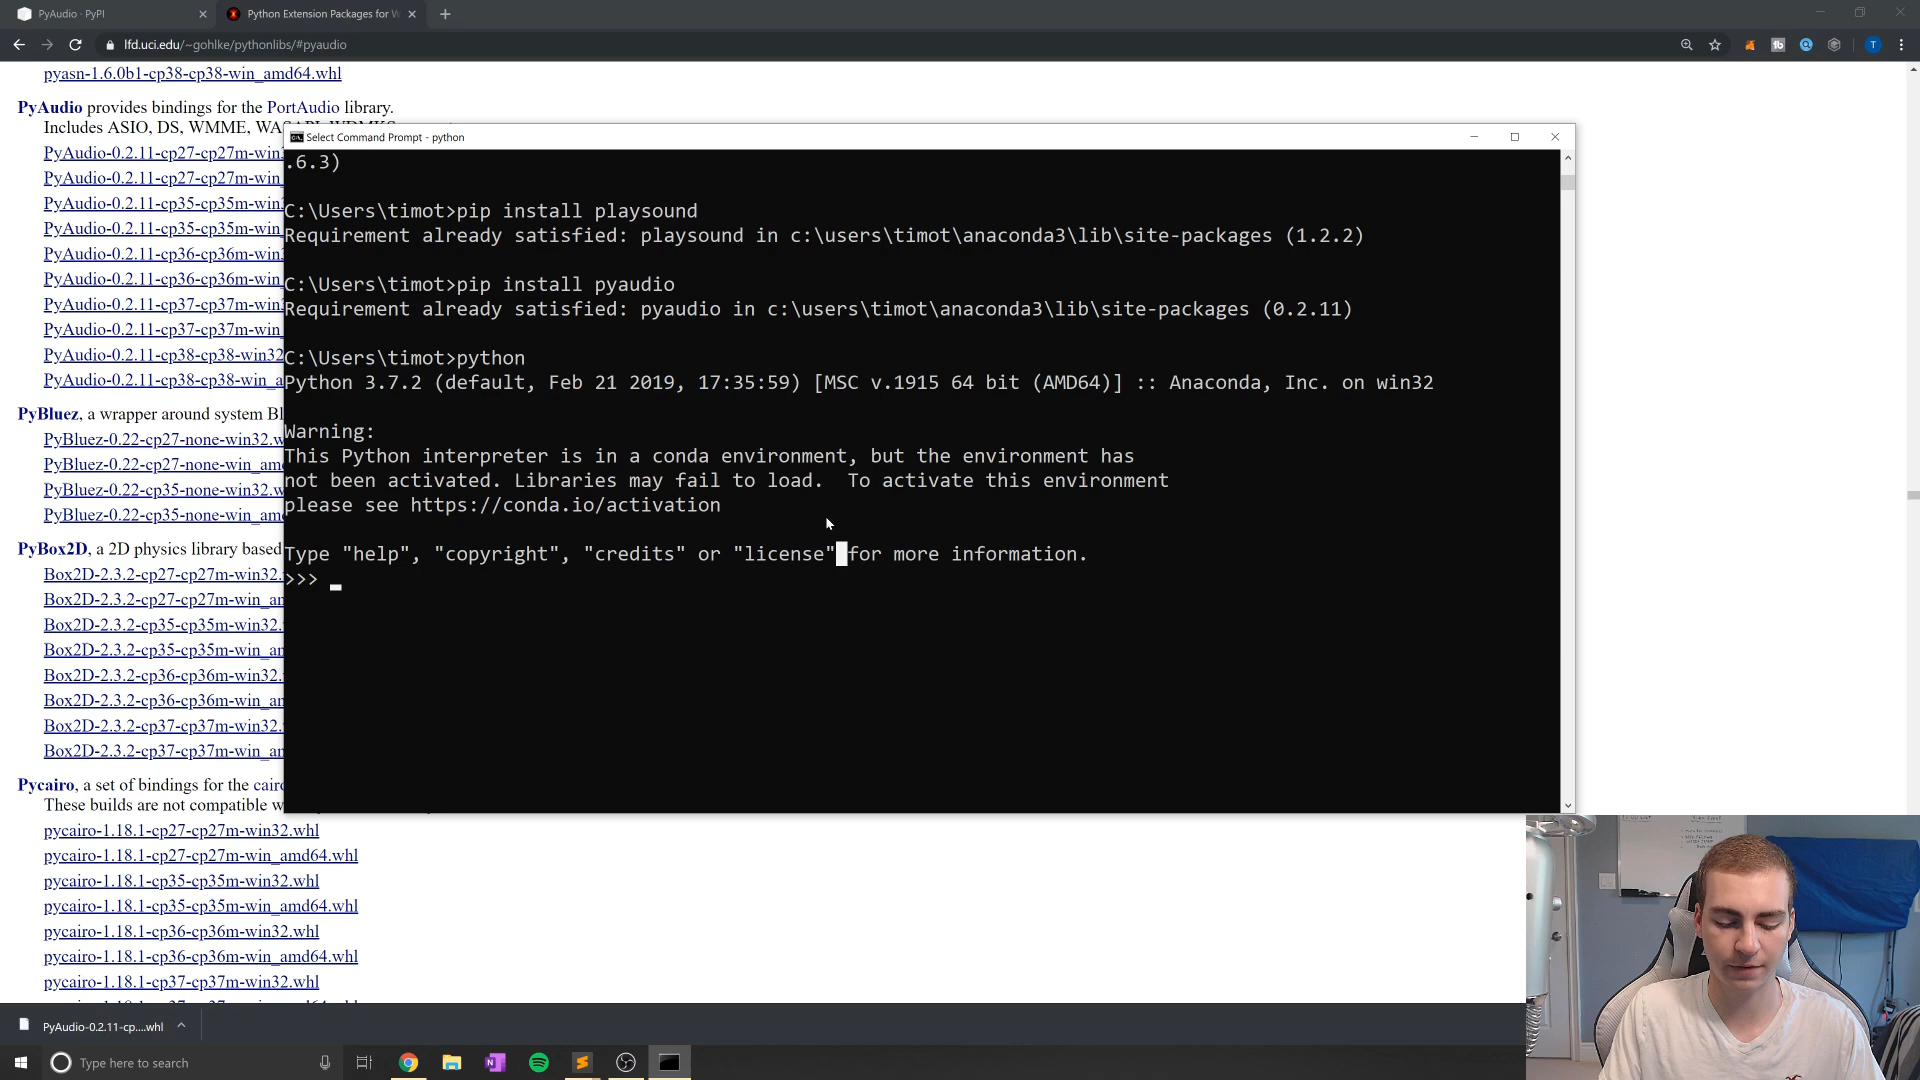 PyAudio · PyPI
Python Extension Packages for W
lfd.uci.edu/~gohlke/pythonlibs/#pyaudio
pyasn-1.6.0b1-cp38-cp38-win_amd64.whl
PyAudio provides bindings for the PortAudio library.
Includes ASIO, DS, WMME, WASAPI, WDMKS
PyAudio-0.2.11-cp27-cp27m-win3
PyAudio-0.2.11-cp27-cp27m-win_
PyAudio-0.2.11-cp35-cp35m-win3
PyAudio-0.2.11-cp35-cp35m-win_
PyAudio-0.2.11-cp36-cp36m-win3
PyAudio-0.2.11-cp36-cp36m-win_
PyAudio-0.2.11-cp37-cp37m-win3
PyAudio-0.2.11-cp37-cp37m-win_
PyAudio-0.2.11-cp38-cp38-win32
PyAudio-0.2.11-cp38-cp38-win_a
PyBluez, a wrapper around system Bl
PyBluez-0.22-cp27-none-win32.w
PyBluez-0.22-cp27-none-win_am
PyBluez-0.22-cp35-none-win32.w
PyBluez-0.22-cp35-none-win_am
PyBox2D, a 2D physics library based
Box2D-2.3.2-cp27-cp27m-win32.
Box2D-2.3.2-cp27-cp27m-win_an
Box2D-2.3.2-cp35-cp35m-win32.
Box2D-2.3.2-cp35-cp35m-win_an
Box2D-2.3.2-cp36-cp36m-win32.
Box2D-2.3.2-cp36-cp36m-win_an
Box2D-2.3.2-cp37-cp37m-win32.
Box2D-2.3.2-cp37-cp37m-win_an
Pycairo, a set of bindings for the cairo
These builds are not compatible w
pycairo-1.18.1-cp27-cp27m-win32.whl
pycairo-1.18.1-cp27-cp27m-win_amd64.whl
pycairo-1.18.1-cp35-cp35m-win32.whl
pycairo-1.18.1-cp35-cp35m-win_amd64.whl
pycairo-1.18.1-cp36-cp36m-win32.whl
pycairo-1.18.1-cp36-cp36m-win_amd64.whl
pycairo-1.18.1-cp37-cp37m-win32.whl
Select Command Prompt - python
.6.3)
C:\Users\timot>pip install playsound
Requirement already satisfied: playsound in c:\users\timot\anaconda3\lib\site-packages (1.2.2)
C:\Users\timot>pip install pyaudio
Requirement already satisfied: pyaudio in c:\users\timot\anaconda3\lib\site-packages (0.2.11)
C:\Users\timot>python
Python 3.7.2 (default, Feb 21 2019, 17:35:59) [MSC v.1915 64 bit (AMD64)] :: Anaconda, Inc. on win32
Warning:
This Python interpreter is in a conda environment, but the environment has
not been activated. Libraries may fail to load.  To activate this environment
please see https://conda.io/activation
Type "help", "copyright", "credits" or "license" for more information.
>>>
PyAudio-0.2.11-cp....whl
Type here to search